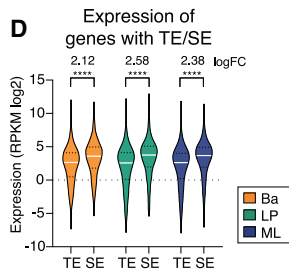 D
Expression of
genes with TE/SE
2.12 2.58 2.38 logFC
**** **** ****
Expression (RPKM log2)
15
10
5
0
-5
-10
TE SE TE SE TE SE
Ba
LP
ML